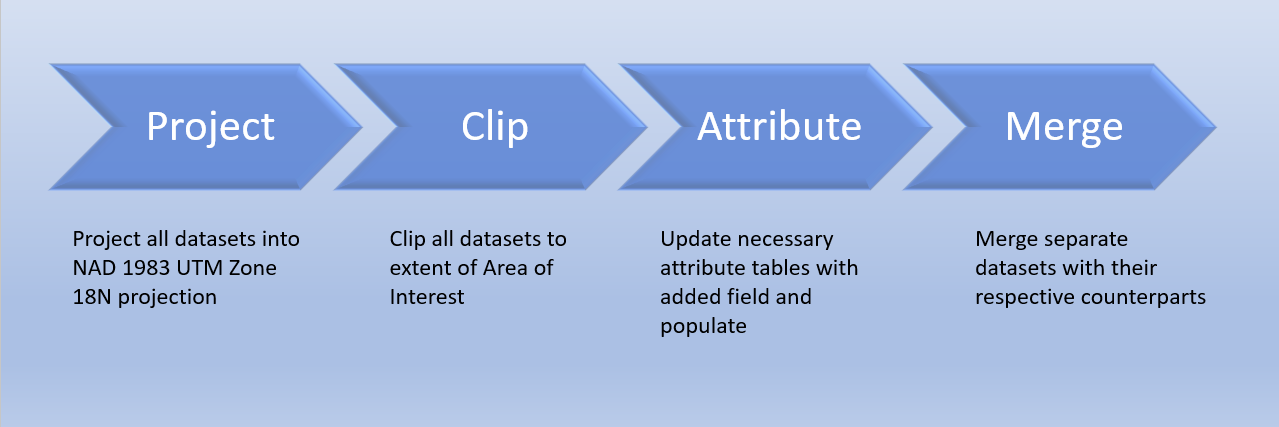 Project
Clip
Attribute
Merge
Project all datasets into
NAD 1983 UTM Zone
18N projection
Clip all datasets to
extent of Area of
Interest
Update necessary
attribute tables with
added field and
populate
Merge separate
datasets with their
respective counterparts